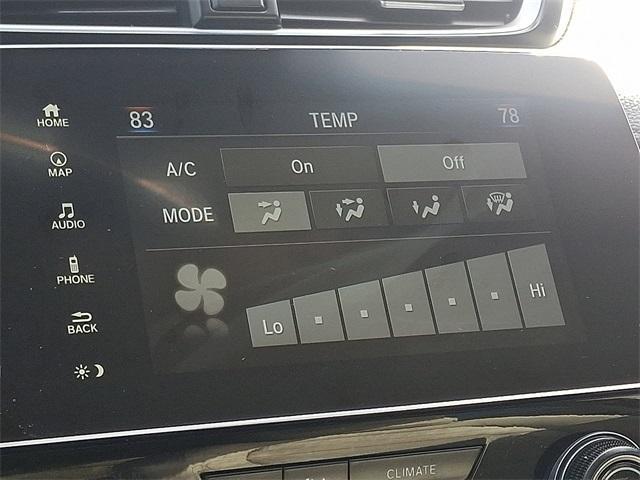 HOME
MAP
AUDIO
PHONE
BACK
83 TEMP 78
A/C On Off
MODE
Lo Hi
CLIMATE